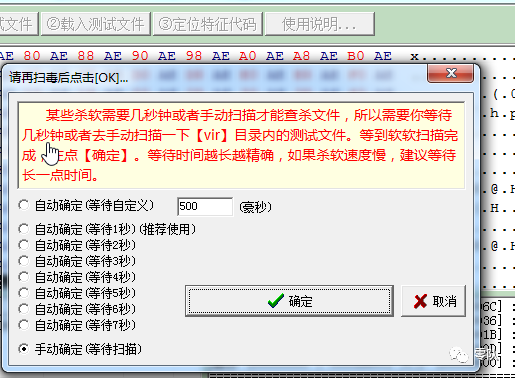 试文件 ②载入测试文件 ③定位特征代码 使用说明...
AE 80 88 AE 90 98 AE A0 A8 AE B0 B8 AE x.......
请再扫毒后点击[OK]...
某些杀软需要几秒钟或者手动扫描才能查杀文件，所以需要你等待
几秒钟或者去手动扫描一下【vir】目录内的测试文件。等到软软扫描完
成 点【确定】。等待时间越长越精确，如果杀软速度慢，建议等待
长一点时间。
自动确定(等待自定义) 500 (豪秒)
自动确定(等待1秒)(推荐使用)
自动确定(等待2秒)
自动确定(等待3秒)
自动确定(等待4秒)
自动确定(等待5秒)
自动确定(等待6秒)
自动确定(等待7秒)
确定 取消
手动确定(等待扫描)